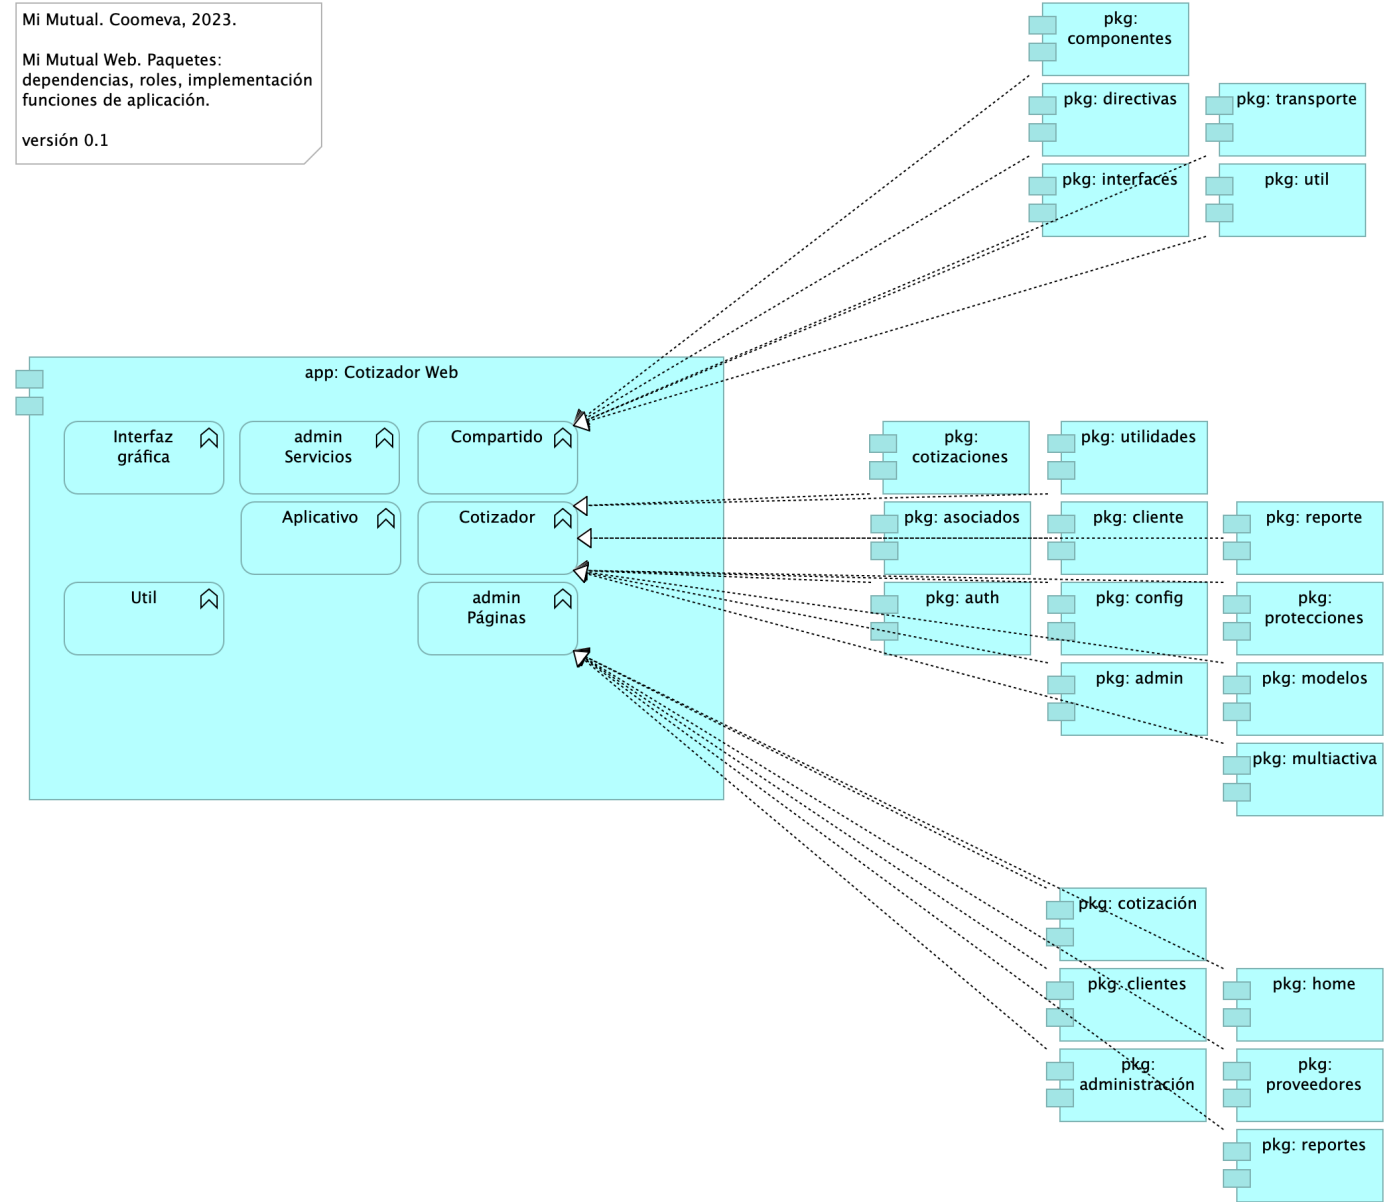 Mi Mutual. Coomeva, 2023.
Mi Mutual Web. Paquetes:
dependencias, roles, implementación
funciones de aplicación.
versión 0.1
pkg:
componentes
pkg: directivas
pkg: transporte
pkg: interfaces
pkg: util
app: Cotizador Web
Interfaz
gráfica
admin
Servicios
Compartido
Aplicativo
Cotizador
Util
admin
Páginas
pkg:
cotizaciones
pkg: utilidades
pkg: asociados
pkg: cliente
pkg: reporte
pkg: auth
pkg: config
pkg:
protecciones
pkg: admin
pkg: modelos
pkg: multiactiva
pkg: cotización
pkg: clientes
pkg: home
pkg:
administración
pkg:
proveedores
pkg: reportes